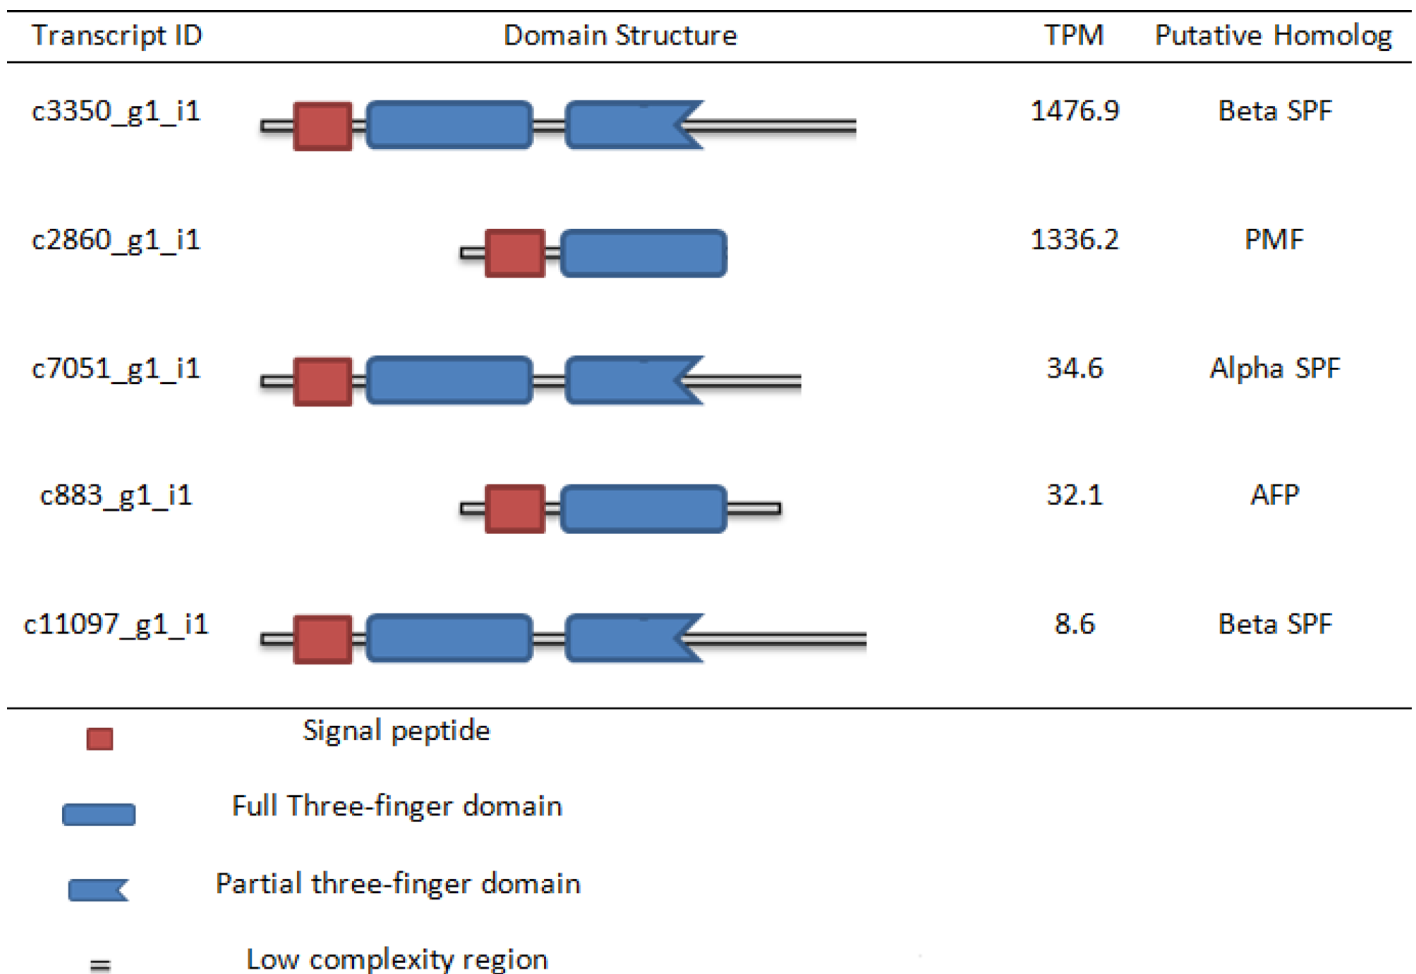 Transcript ID Domain Structure TPM Putative Homolog
c3350_g1_i1 1476.9 Beta SPF
c2860_g1_i1 1336.2 PMF
c7051_g1_i1 34.6 Alpha SPF
c883_g1_i1 32.1 AFP
c11097_g1_i1 8.6 Beta SPF
Signal peptide
Full Three-finger domain
Partial three-finger domain
Low complexity region